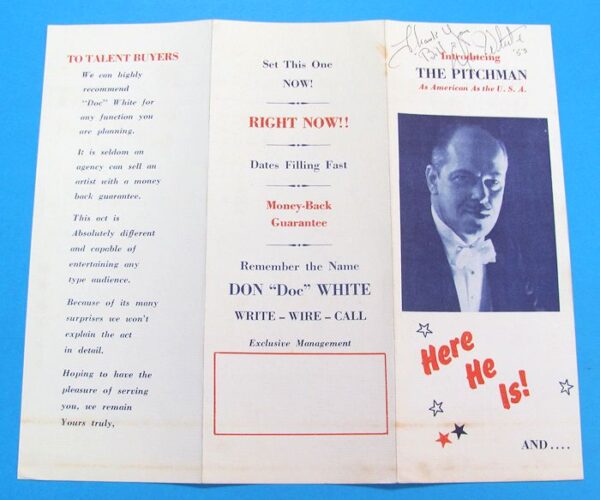 TO TALENT BUYERS
We can highly
recommend
"Doc" White for
any function you
are planning.
It is seldom an
agency can sell an
artist with a money
back guarantee.
This act is
Absolutely different
and capable of
entertaining any
type audience.
Because of its many
surprises we won't
explain the act
in detail.
Hoping to have the
pleasure of serving
you, we remain
Yours truly,
Set This One
NOW!
RIGHT NOW!!
Dates Filling Fast
Money-Back
Guarantee
Remember the Name
DON "Doc" WHITE
WRITE – WIRE – CALL
Exclusive Management
Thank You
White
'53
Introducing
THE PITCHMAN
As American As the U. S. A.
Here
He
Is!
AND....